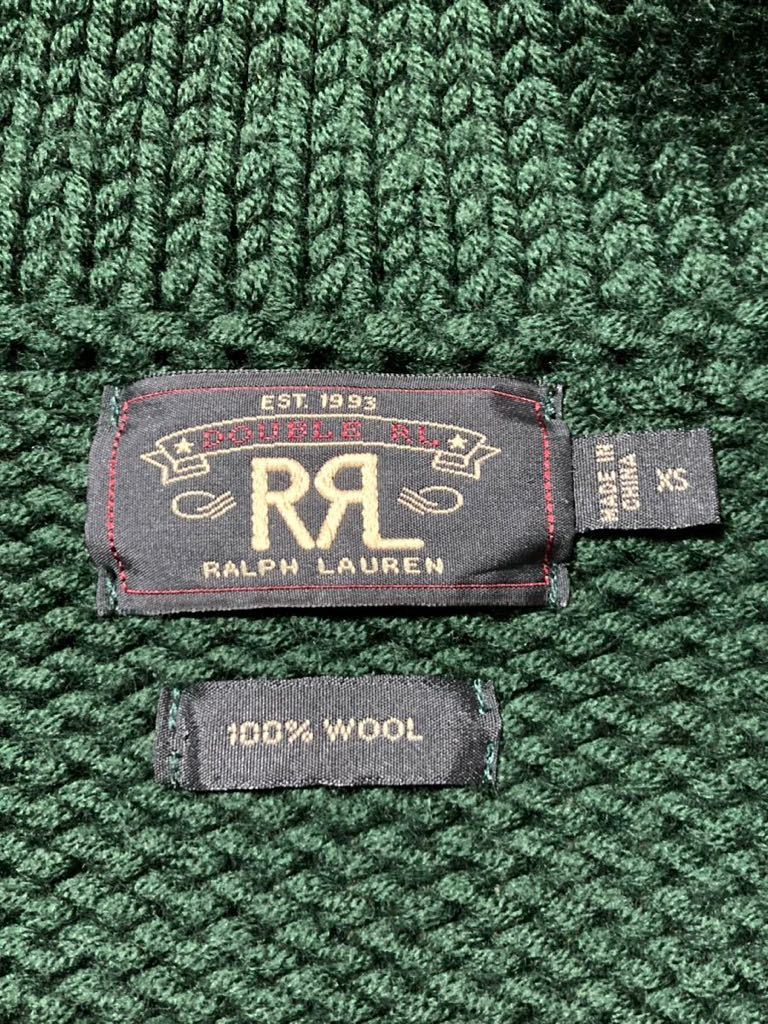 EST. 1993
DOUBLE RL
RRL
RALPH LAUREN
MADE IN
CHINA
XS
100% WOOL